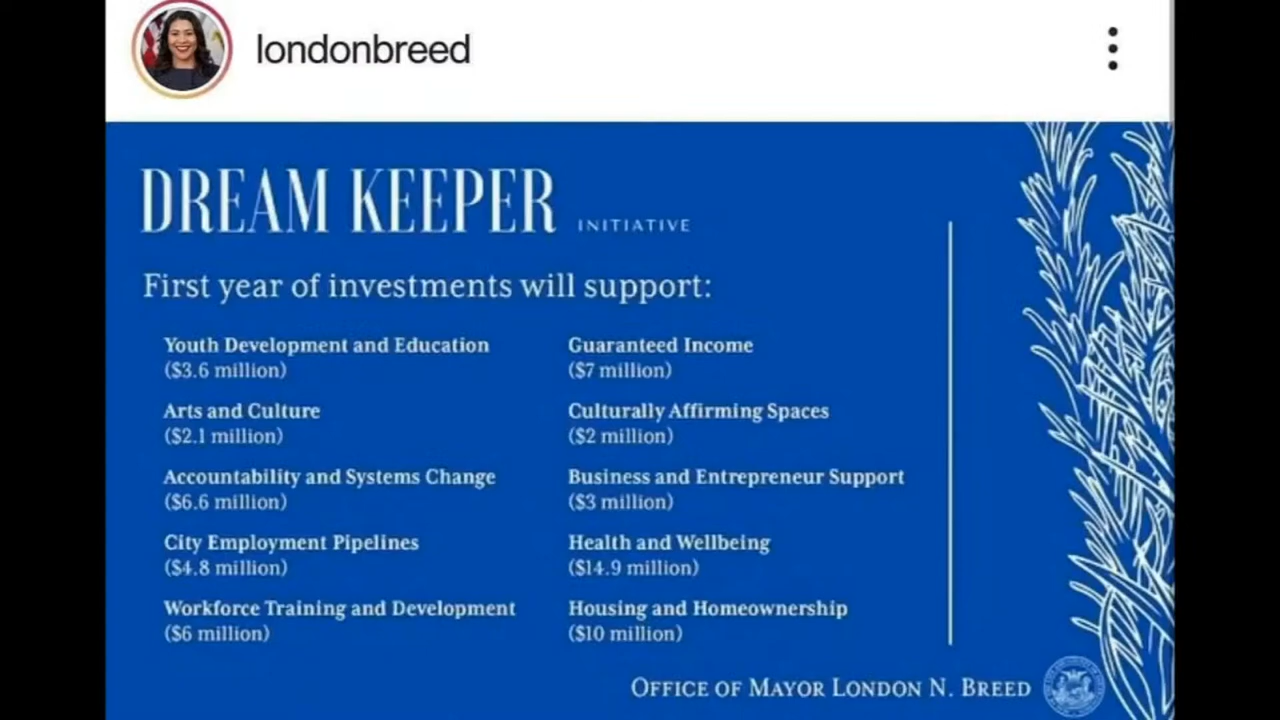 londonbreed
DREAM KEEPER INITIATIVE
First year of investments will support:
Youth Development and Education
($3.6 million)
Arts and Culture
($2.1 million)
Accountability and Systems Change
($6.6 million)
City Employment Pipelines
($4.8 million)
Workforce Training and Development
($6 million)
Guaranteed Income
($7 million)
Culturally Affirming Spaces
($2 million)
Business and Entrepreneur Support
($3 million)
Health and Wellbeing
($14.9 million)
Housing and Homeownership
($10 million)
OFFICE OF MAYOR LONDON N. BREED